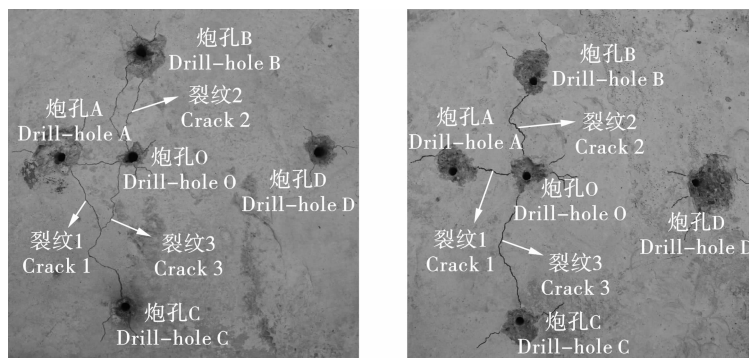 炮孔B
Drill-hole B
裂纹2
Crack 2
炮孔A
Drill-hole A
炮孔O
Drill-hole O
炮孔D
Drill-hole D
裂纹1
Crack 1
裂纹3
Crack 3
炮孔C
Drill-hole C
炮孔B
Drill-hole B
炮孔A
Drill-hole A
裂纹2
Crack 2
炮孔O
Drill-hole O
炮孔D
Drill-hole D
裂纹1
Crack 1
裂纹3
Crack 3
炮孔C
Drill-hole C